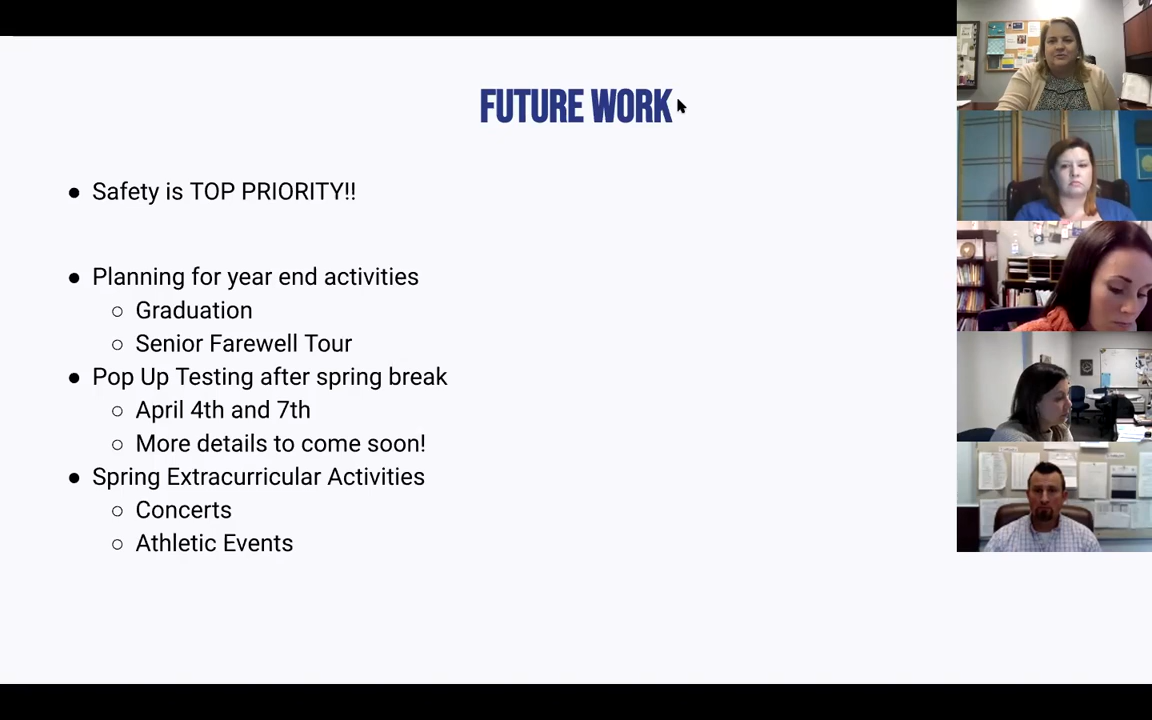 FUTURE WORK
● Safety is TOP PRIORITY!!
● Planning for year end activities
○ Graduation
○ Senior Farewell Tour
● Pop Up Testing after spring break
○ April 4th and 7th
○ More details to come soon!
● Spring Extracurricular Activities
○ Concerts
○ Athletic Events